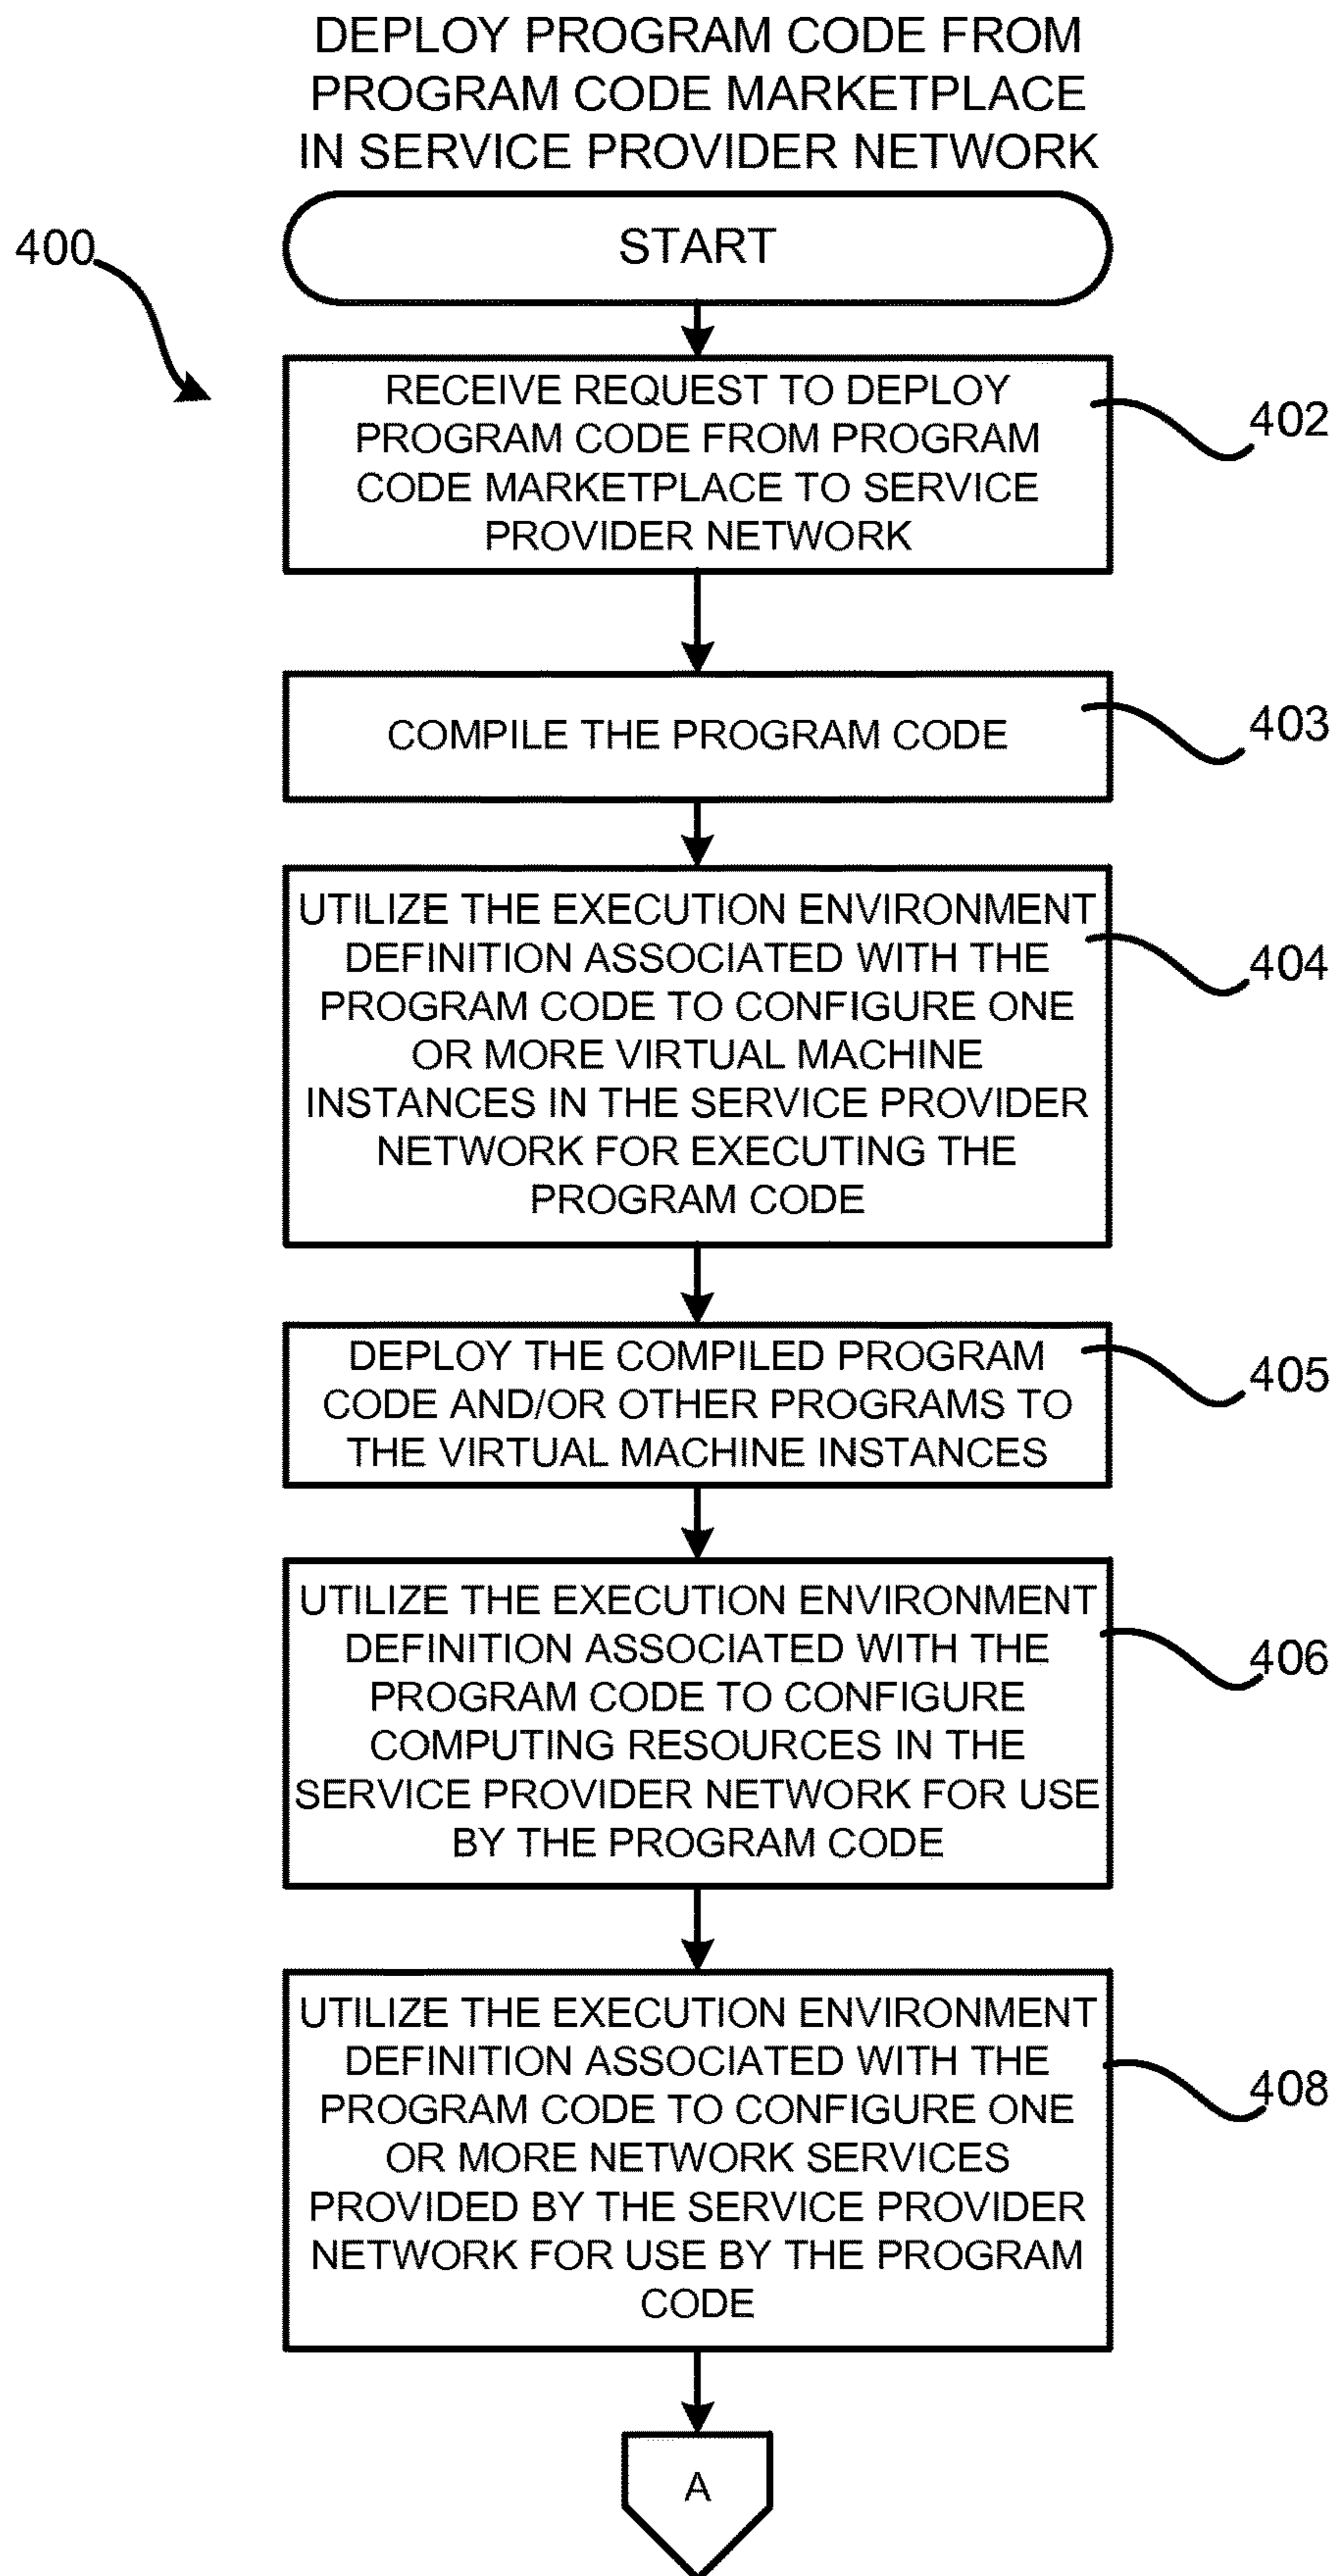 DEPLOY PROGRAM CODE FROM
PROGRAM CODE MARKETPLACE
IN SERVICE PROVIDER NETWORK
START
400
RECEIVE REQUEST TO DEPLOY
PROGRAM CODE FROM PROGRAM
CODE MARKETPLACE TO SERVICE
PROVIDER NETWORK
402
COMPILE THE PROGRAM CODE
403
UTILIZE THE EXECUTION ENVIRONMENT
DEFINITION ASSOCIATED WITH THE
PROGRAM CODE TO CONFIGURE ONE
OR MORE VIRTUAL MACHINE
INSTANCES IN THE SERVICE PROVIDER
NETWORK FOR EXECUTING THE
PROGRAM CODE
404
DEPLOY THE COMPILED PROGRAM
CODE AND/OR OTHER PROGRAMS TO
THE VIRTUAL MACHINE INSTANCES
405
UTILIZE THE EXECUTION ENVIRONMENT
DEFINITION ASSOCIATED WITH THE
PROGRAM CODE TO CONFIGURE
COMPUTING RESOURCES IN THE
SERVICE PROVIDER NETWORK FOR USE
BY THE PROGRAM CODE
406
UTILIZE THE EXECUTION ENVIRONMENT
DEFINITION ASSOCIATED WITH THE
PROGRAM CODE TO CONFIGURE ONE
OR MORE NETWORK SERVICES
PROVIDED BY THE SERVICE PROVIDER
NETWORK FOR USE BY THE PROGRAM
CODE
408
A